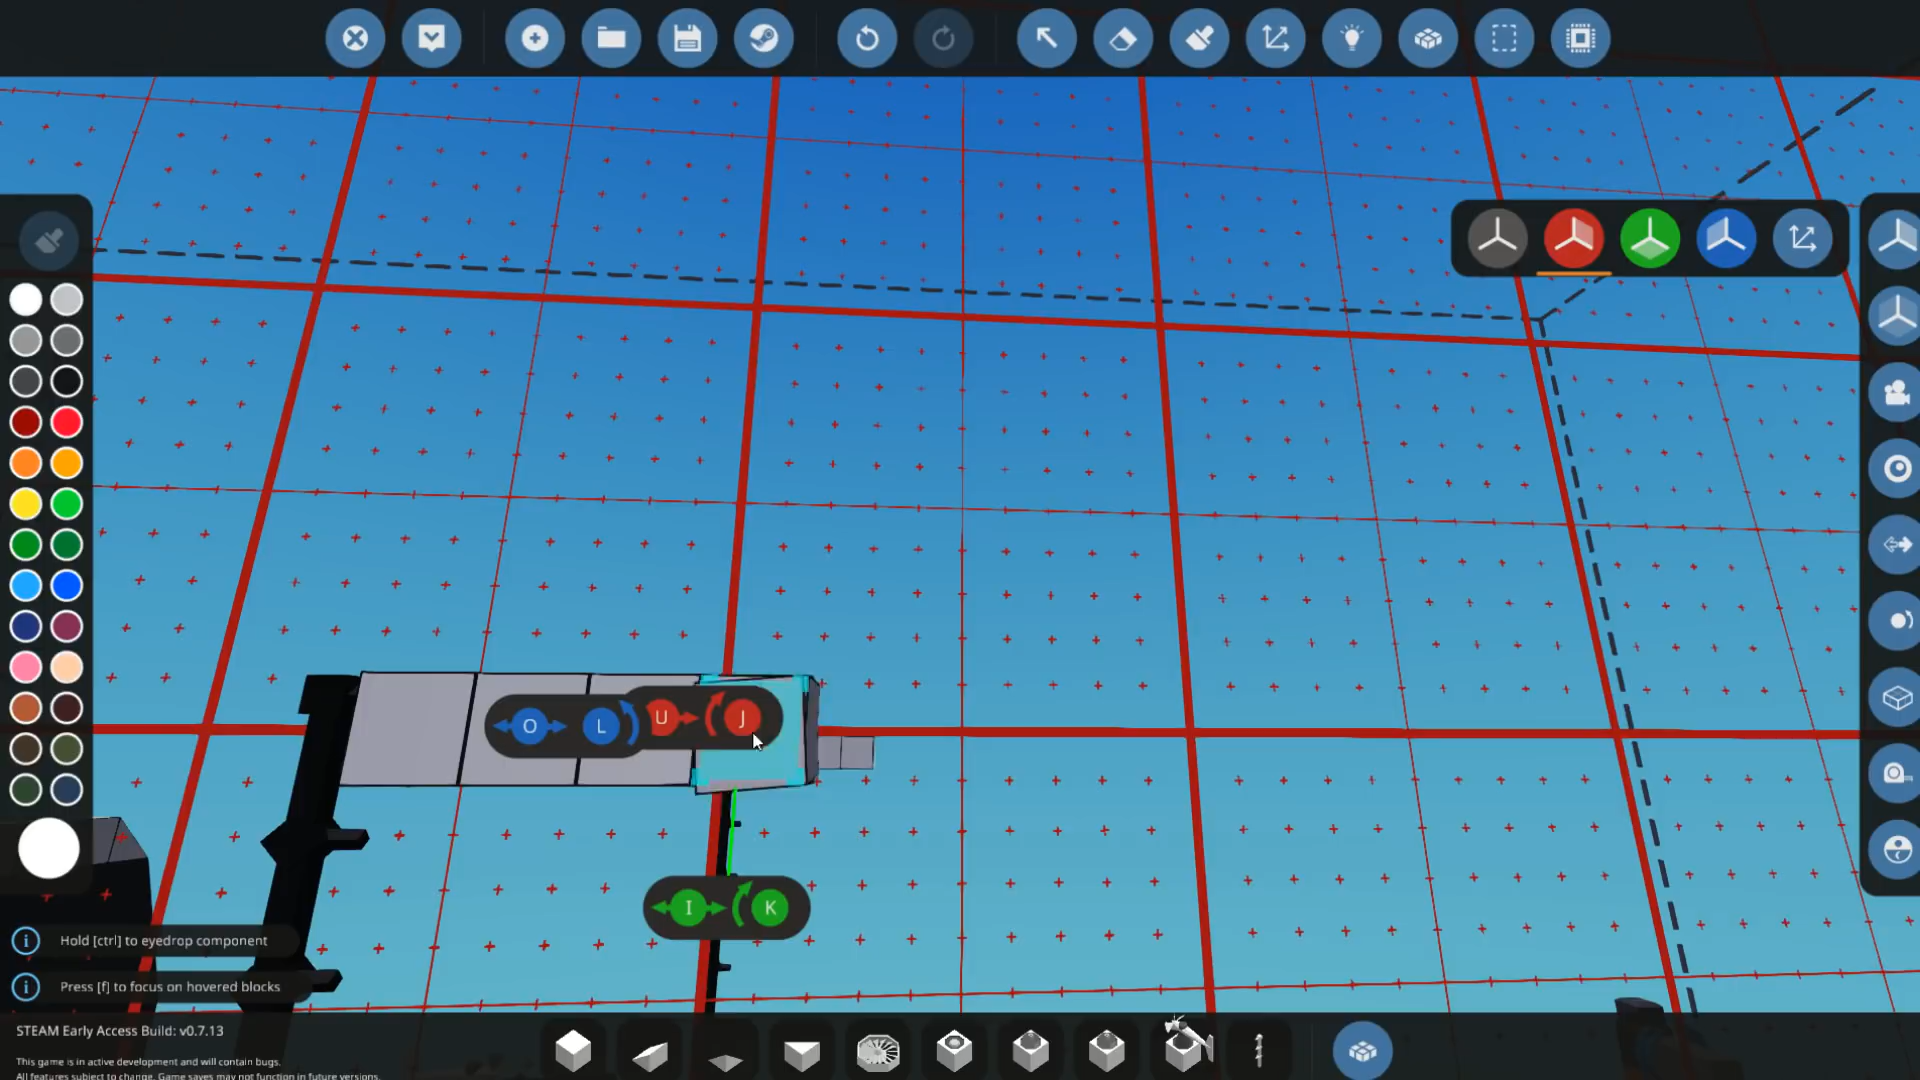 O L U J
I K
Hold [ctrl] to eyedrop component
Press [f] to focus on hovered blocks
STEAM Early Access Build: v0.7.13
This game is in active development and will contain bugs.
All features subject to change. Game saves may not function in future versions.